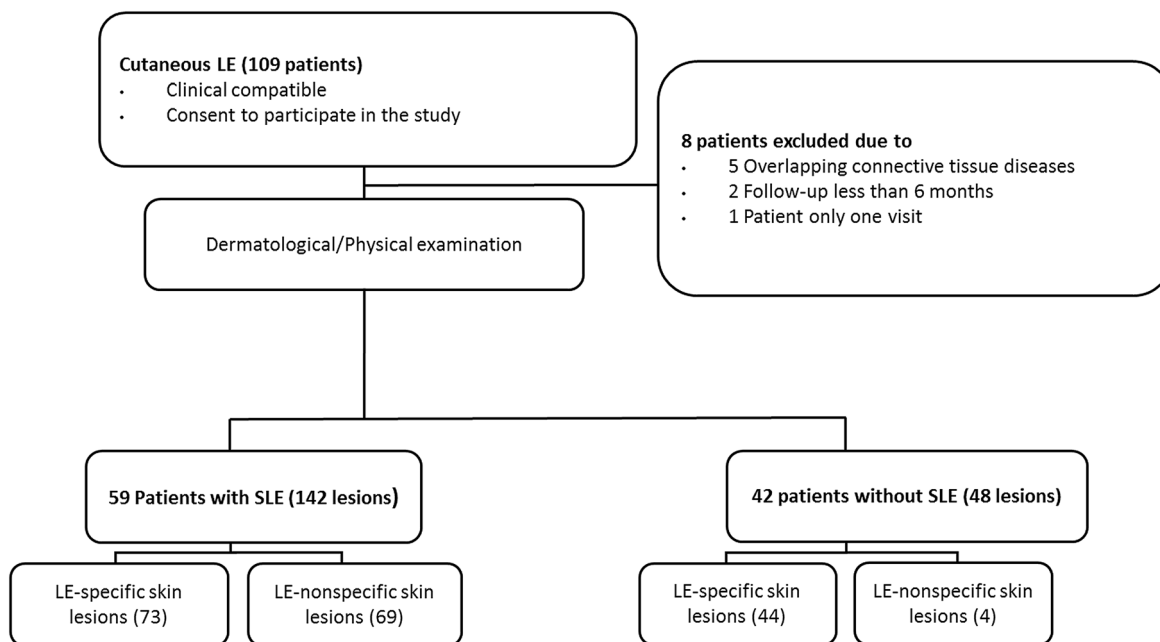 Cutaneous LE (109 patients)
• Clinical compatible
• Consent to participate in the study
8 patients excluded due to
• 5 Overlapping connective tissue diseases
• 2 Follow-up less than 6 months
• 1 Patient only one visit
Dermatological/Physical examination
59 Patients with SLE (142 lesions)
42 patients without SLE (48 lesions)
LE-specific skin
lesions (73)
LE-nonspecific skin
lesions (69)
LE-specific skin
lesions (44)
LE-nonspecific skin
lesions (4)